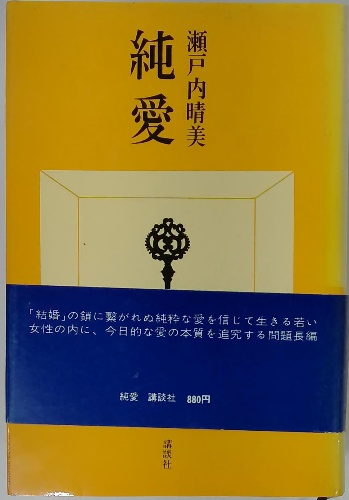 瀬戸内晴美
純愛
「結婚」の鎖に繋がれぬ純粋な愛を信じて生きる若い
女性の内に、今日的な愛の本質を追究する問題長編
純愛 講談社 880円
講談社